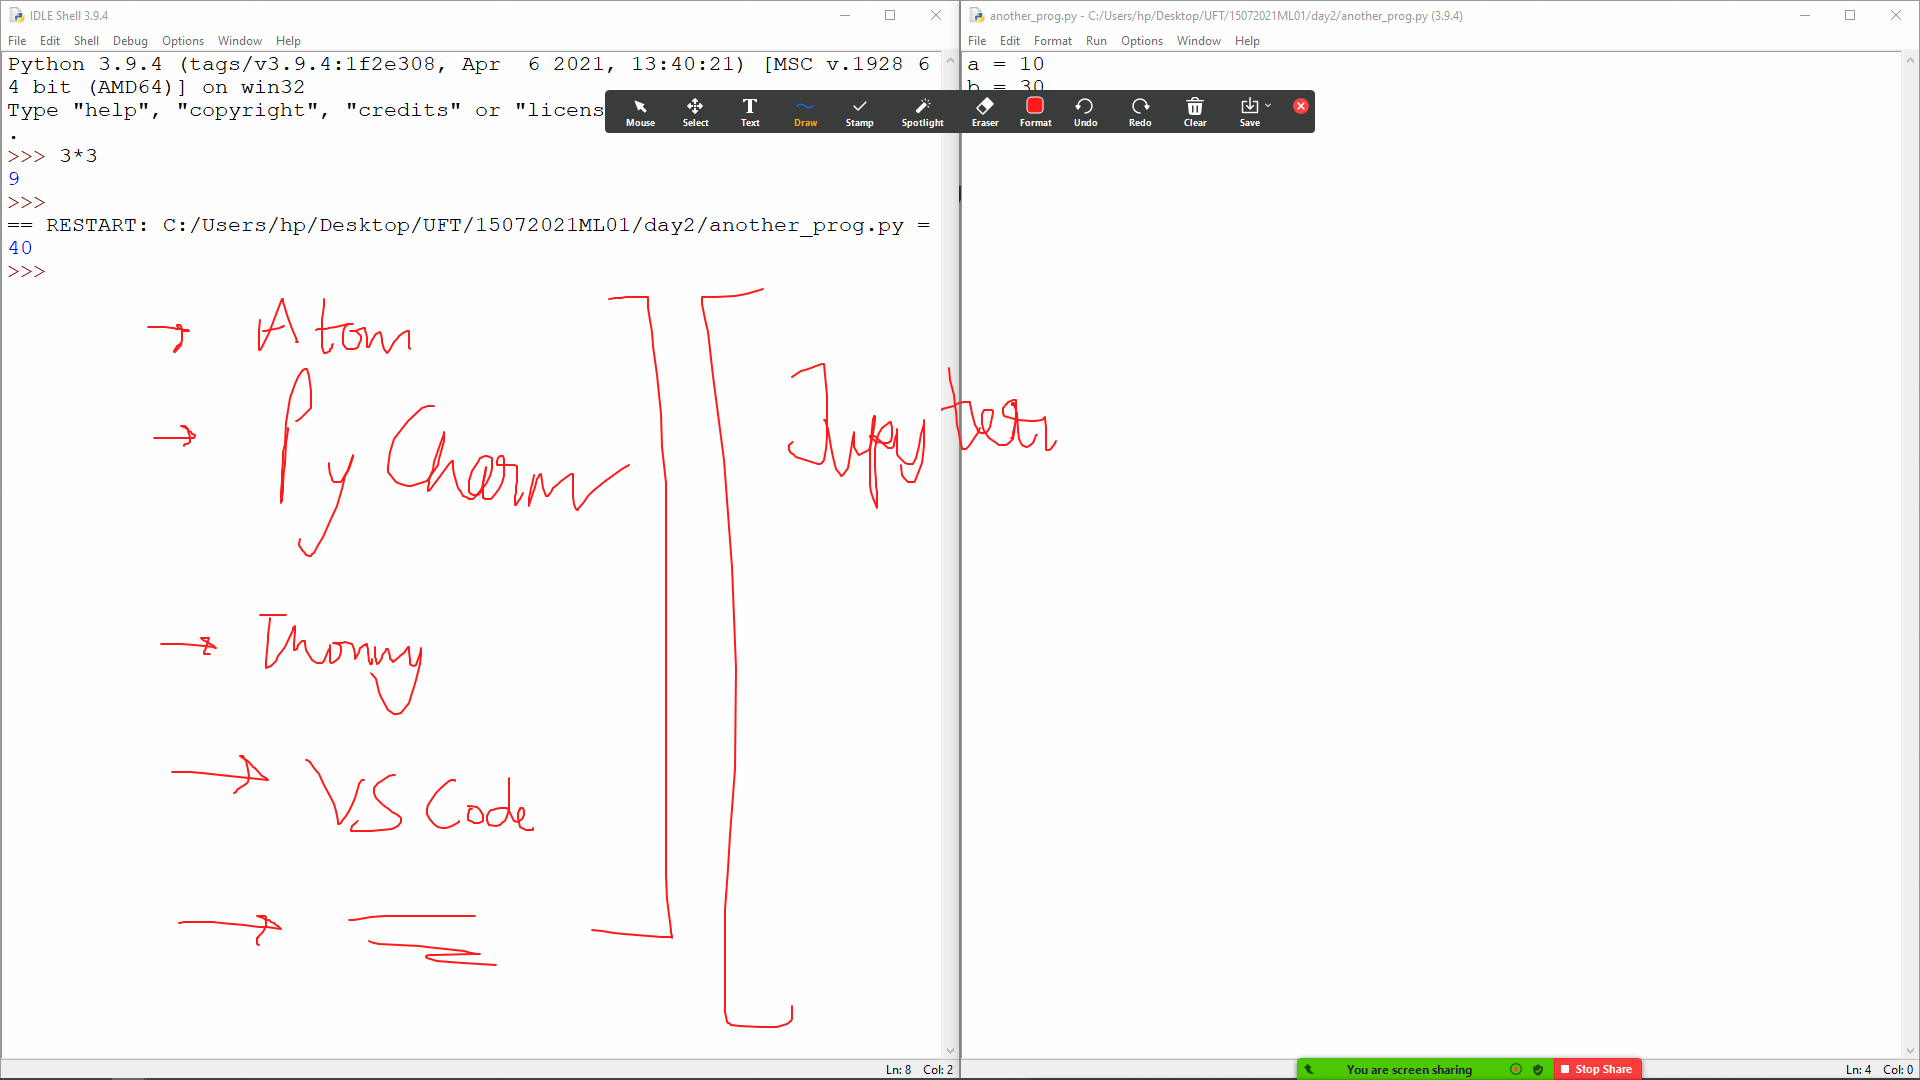 IDLE Shell 3.9.4
File Edit Shell Debug Options Window Help
Python 3.9.4 (tags/v3.9.4:1f2e308, Apr  6 2021, 13:40:21) [MSC v.1928 6
4 bit (AMD64)] on win32
Type "help", "copyright", "credits" or "licens
.
>>> 3*3
9
>>>
== RESTART: C:/Users/hp/Desktop/UFT/15072021ML01/day2/another_prog.py =
40
>>>
Atom
PyCharm
Thonny
VS Code
Ln: 8 Col: 2
another_prog.py - C:/Users/hp/Desktop/UFT/15072021ML01/day2/another_prog.py (3.9.4)
File Edit Format Run Options Window Help
a = 10
b = 30
Mouse Select Text Draw Stamp Spotlight Eraser Format Undo Redo Clear Save
You are screen sharing Stop Share
Ln: 4 Col: 0